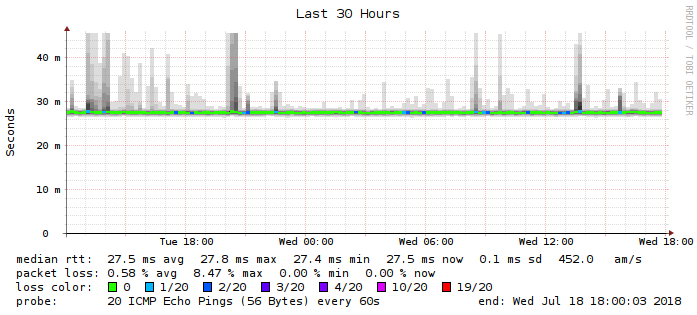 Last 30 Hours
RRDTOOL / TOBI OETIKER
Seconds
40 m
30 m
20 m
10 m
0
Tue 18:00 Wed 00:00 Wed 06:00 Wed 12:00 Wed 18:00
median rtt: 27.5 ms avg 27.8 ms max 27.4 ms min 27.5 ms now 0.1 ms sd 452.0 am/s
packet loss: 0.58 % avg 8.47 % max 0.00 % min 0.00 % now
loss color: 0 1/20 2/20 3/20 4/20 10/20 19/20
probe: 20 ICMP Echo Pings (56 Bytes) every 60s end: Wed Jul 18 18:00:03 2018